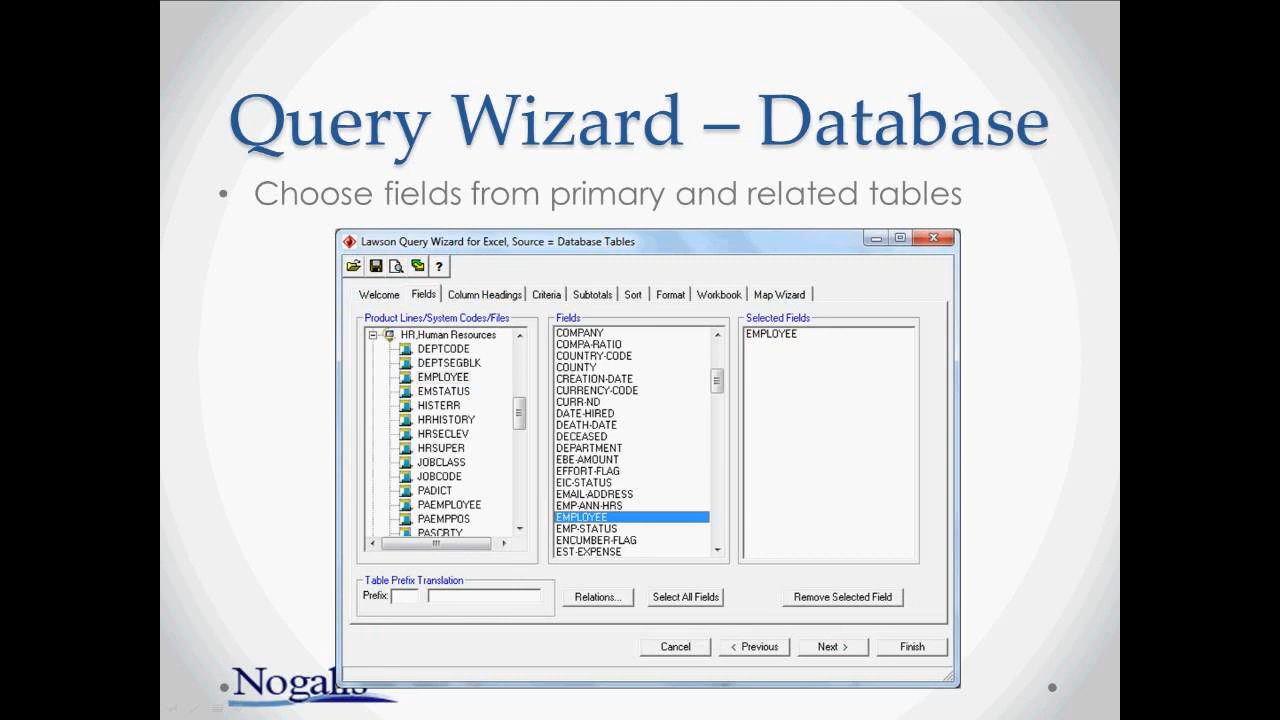 Query Wizard – Database
• Choose fields from primary and related tables
Lawson Query Wizard for Excel, Source = Database Tables
?
Welcome Fields Column Headings Criteria Subtotals Sort Format Workbook Map Wizard
Product Lines/System Codes/Files
HR,Human Resources
DEPTCODE
DEPTSEGBLK
EMPLOYEE
EMSTATUS
HISTERR
HRHISTORY
HRSECLEV
HRSUPER
JOBCLASS
JOBCODE
PADICT
PAEMPLOYEE
PAEMPPOS
PASCRTY
Fields
COMPANY
COMPA-RATIO
COUNTRY-CODE
COUNTY
CREATION-DATE
CURRENCY-CODE
CURR-ND
DATE-HIRED
DEATH-DATE
DECEASED
DEPARTMENT
EBE-AMOUNT
EFFORT-FLAG
EIC-STATUS
EMAIL-ADDRESS
EMP-ANN-HRS
EMPLOYEE
EMP-STATUS
ENCUMBER-FLAG
EST-EXPENSE
Selected Fields
EMPLOYEE
Table Prefix Translation
Prefix:
Relations... Select All Fields Remove Selected Field
Cancel < Previous Next > Finish
Nogalis